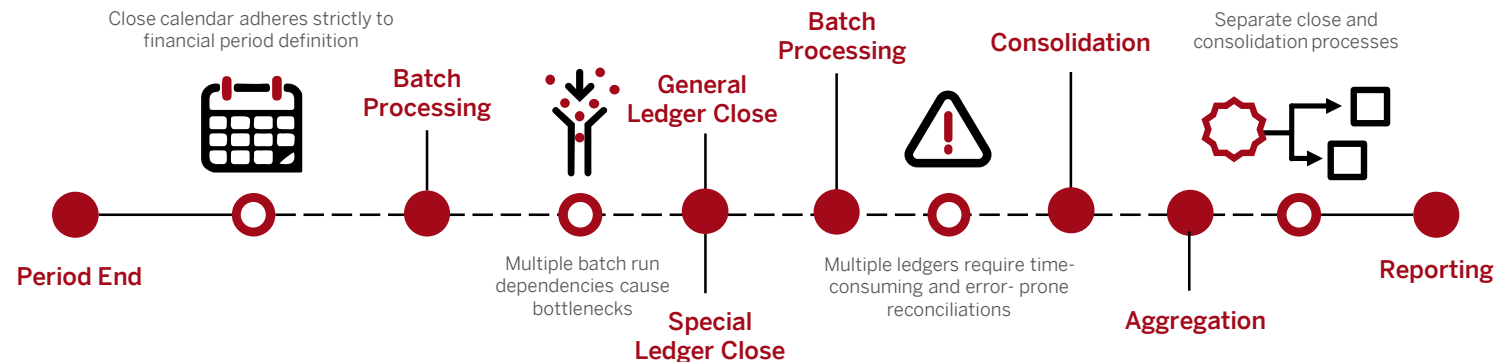 Close calendar adheres strictly to
financial period definition
Batch
Processing
General
Ledger Close
Batch
Processing
Consolidation
Separate close and
consolidation processes
Period End
Multiple batch run
dependencies cause
bottlenecks
Special
Ledger Close
Multiple ledgers require time-
consuming and error- prone
reconciliations
Aggregation
Reporting